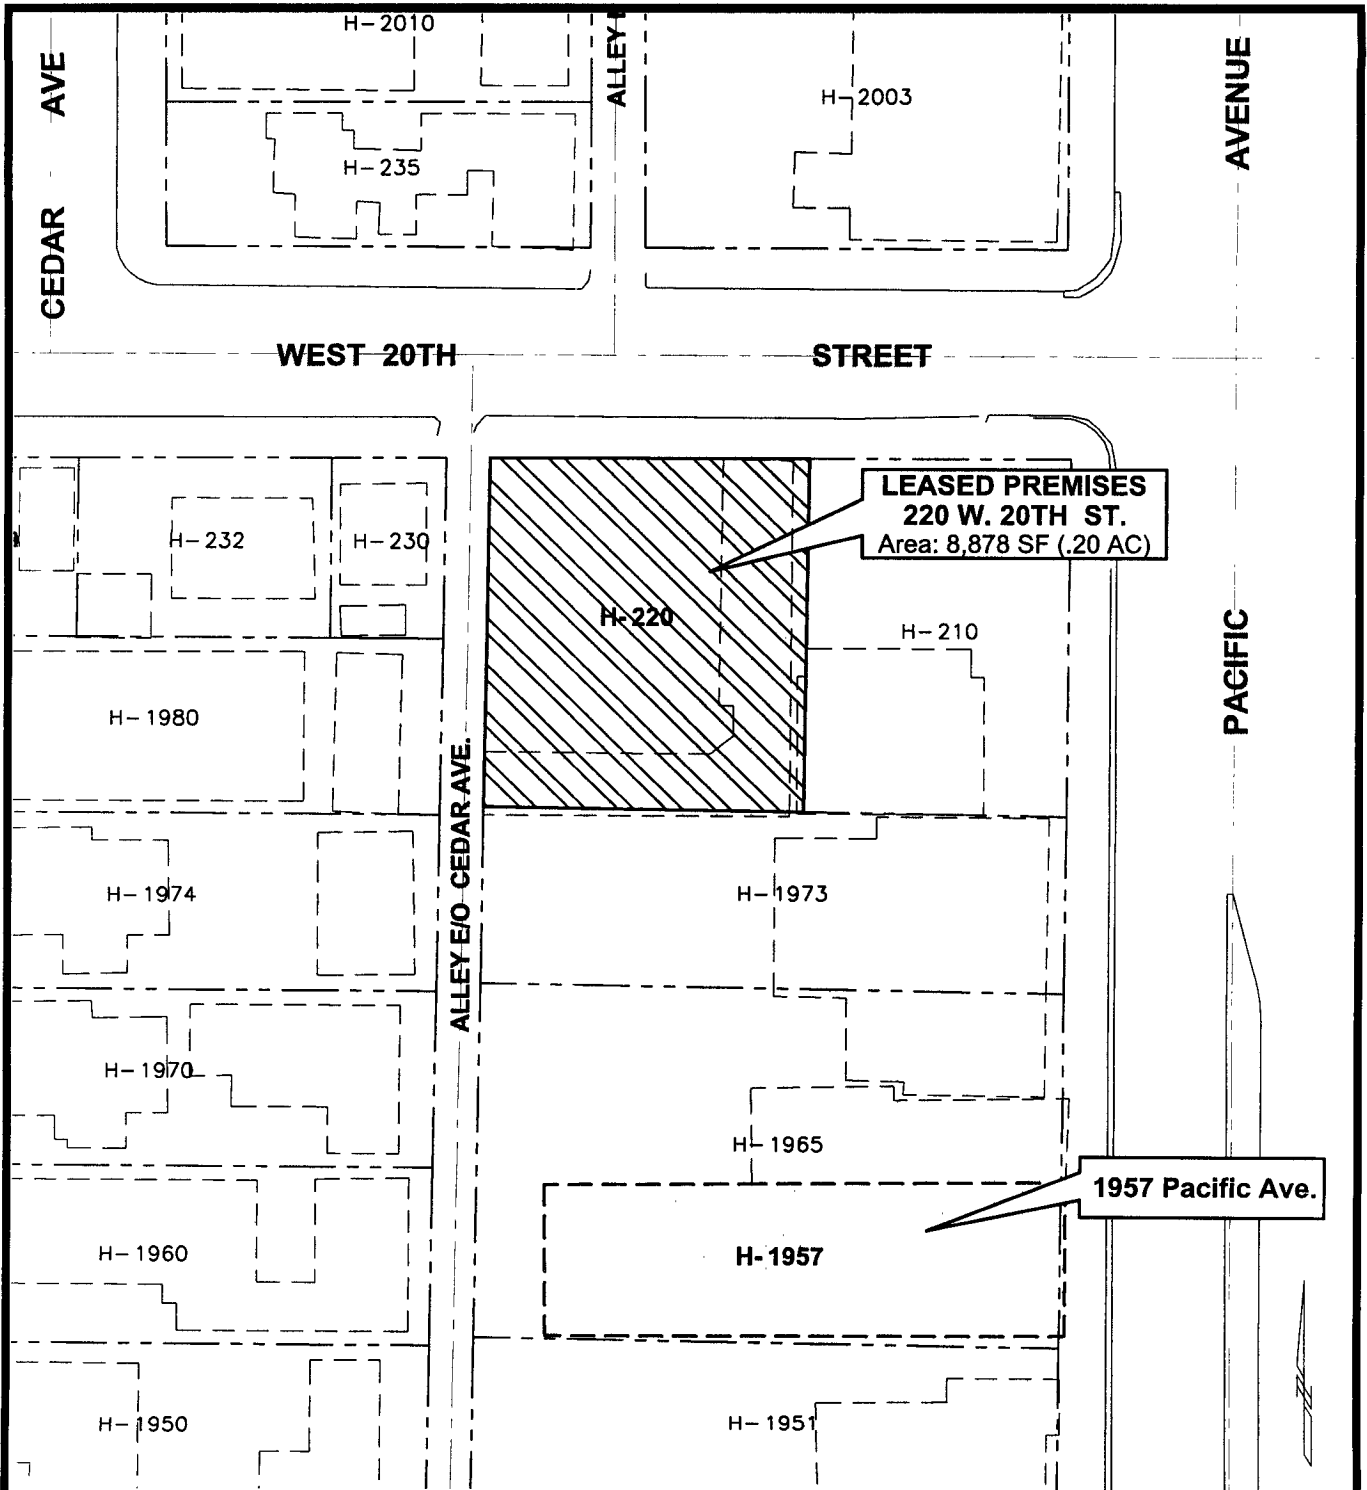 H-2010
ALLEY
CEDAR AVE
H-2003
PACIFIC AVENUE
H-235
WEST 20TH STREET
LEASED PREMISES
220 W. 20TH ST.
Area: 8,878 SF (.20 AC)
H-232
H-230
H-220
H-210
H-1980
ALLEY E/O CEDAR AVE.
H-1974
H-1973
H-1970
H-1965
1957 Pacific Ave.
H-1960
H-1957
H-1950
H-1951